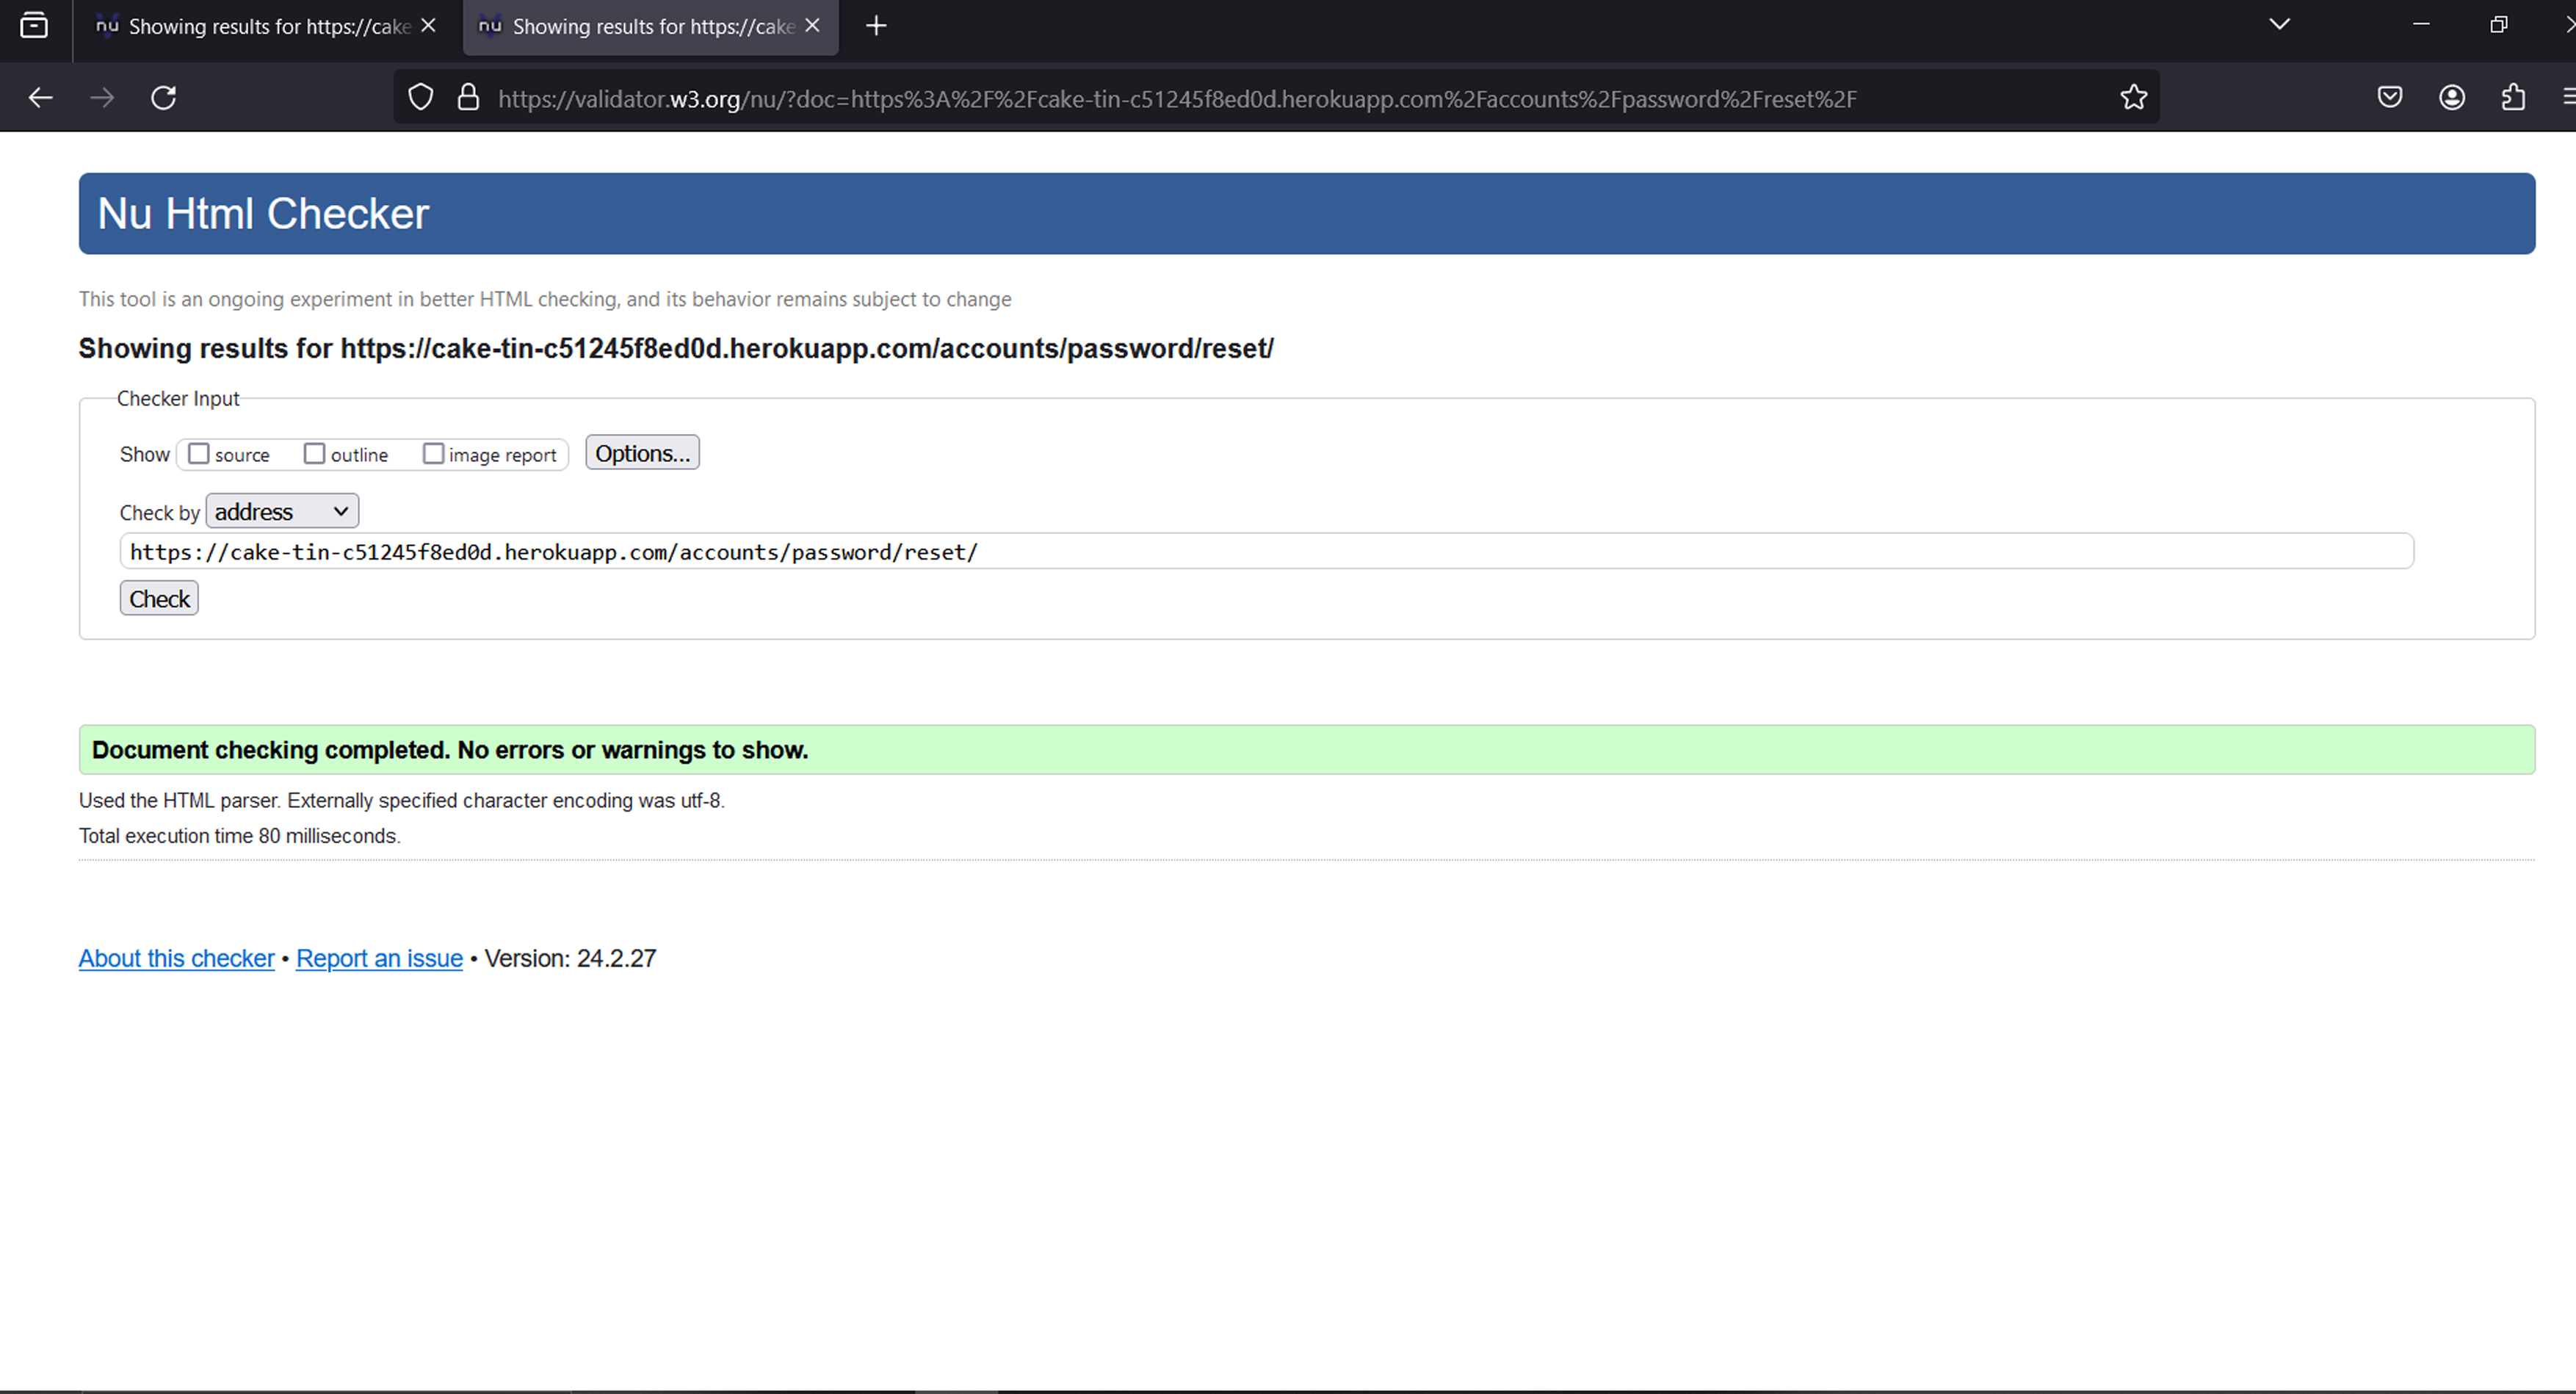 nu Showing results for https://cake
nu Showing results for https://cake
https://validator.w3.org/nu/?doc=https%3A%2F%2Fcake-tin-c51245f8ed0d.herokuapp.com%2Faccounts%2Fpassword%2Freset%2F
Nu Html Checker
This tool is an ongoing experiment in better HTML checking, and its behavior remains subject to change
Showing results for https://cake-tin-c51245f8ed0d.herokuapp.com/accounts/password/reset/
Checker Input
Show source outline image report Options...
Check by address
https://cake-tin-c51245f8ed0d.herokuapp.com/accounts/password/reset/
Check
Document checking completed. No errors or warnings to show.
Used the HTML parser. Externally specified character encoding was utf-8.
Total execution time 80 milliseconds.
About this checker • Report an issue • Version: 24.2.27